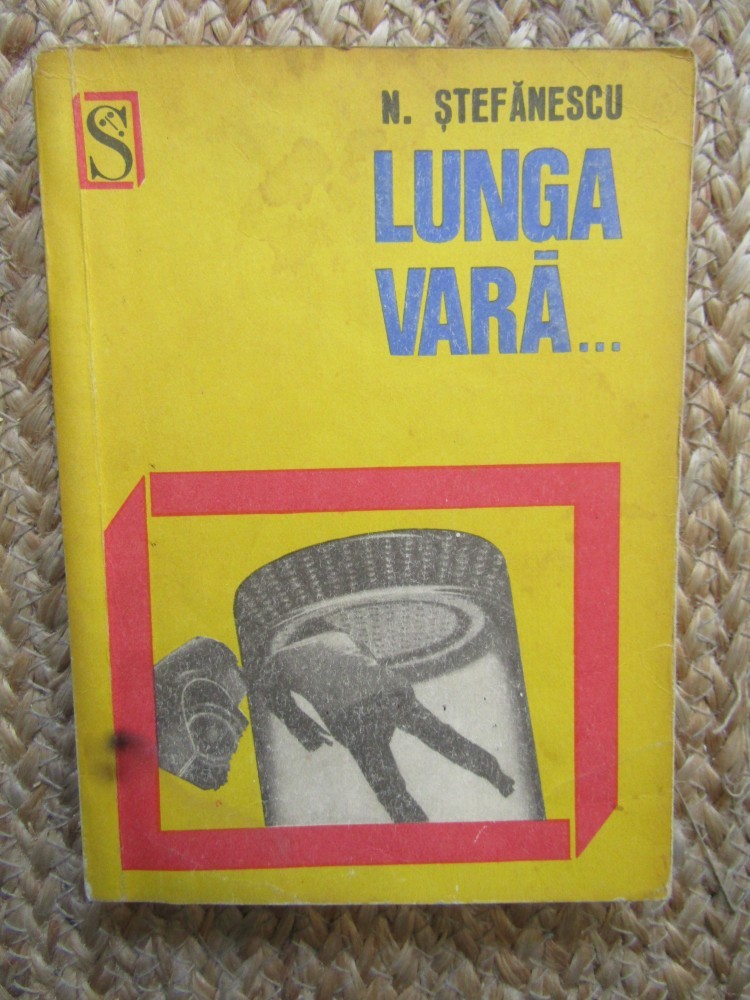 S
N. ŞTEFĂNESCU
LUNGA
VARĂ...